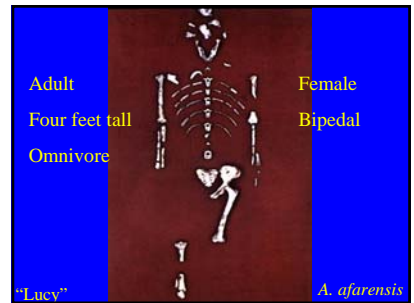 Adult
Female
Four feet tall
Bipedal
Omnivore
“Lucy”
A. afarensis